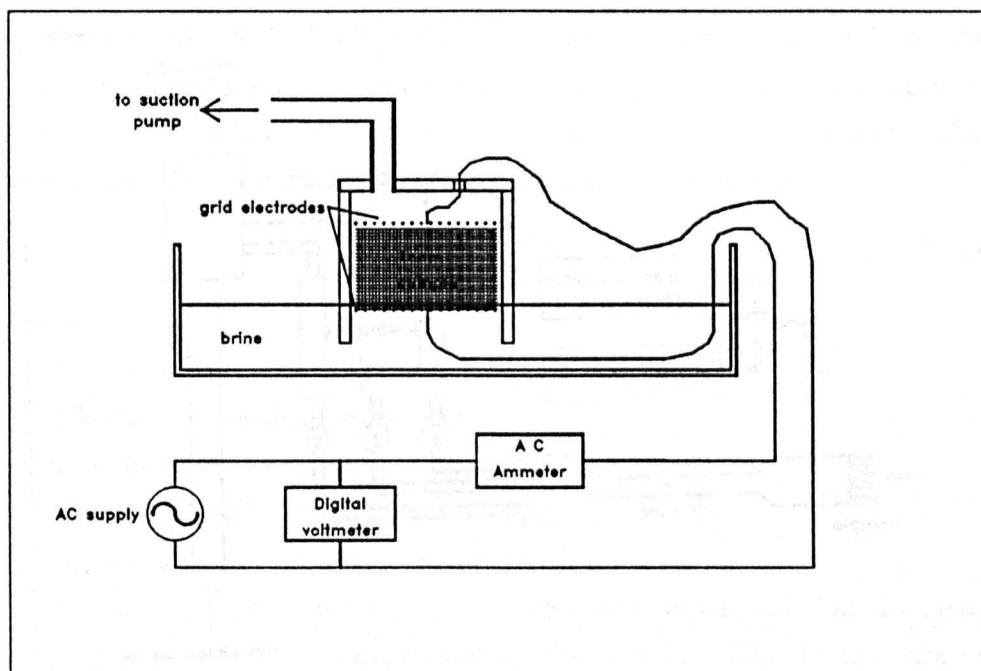 to suction
pump
grid electrodes
brine
A C
Ammeter
AC supply
Digital
voltmeter